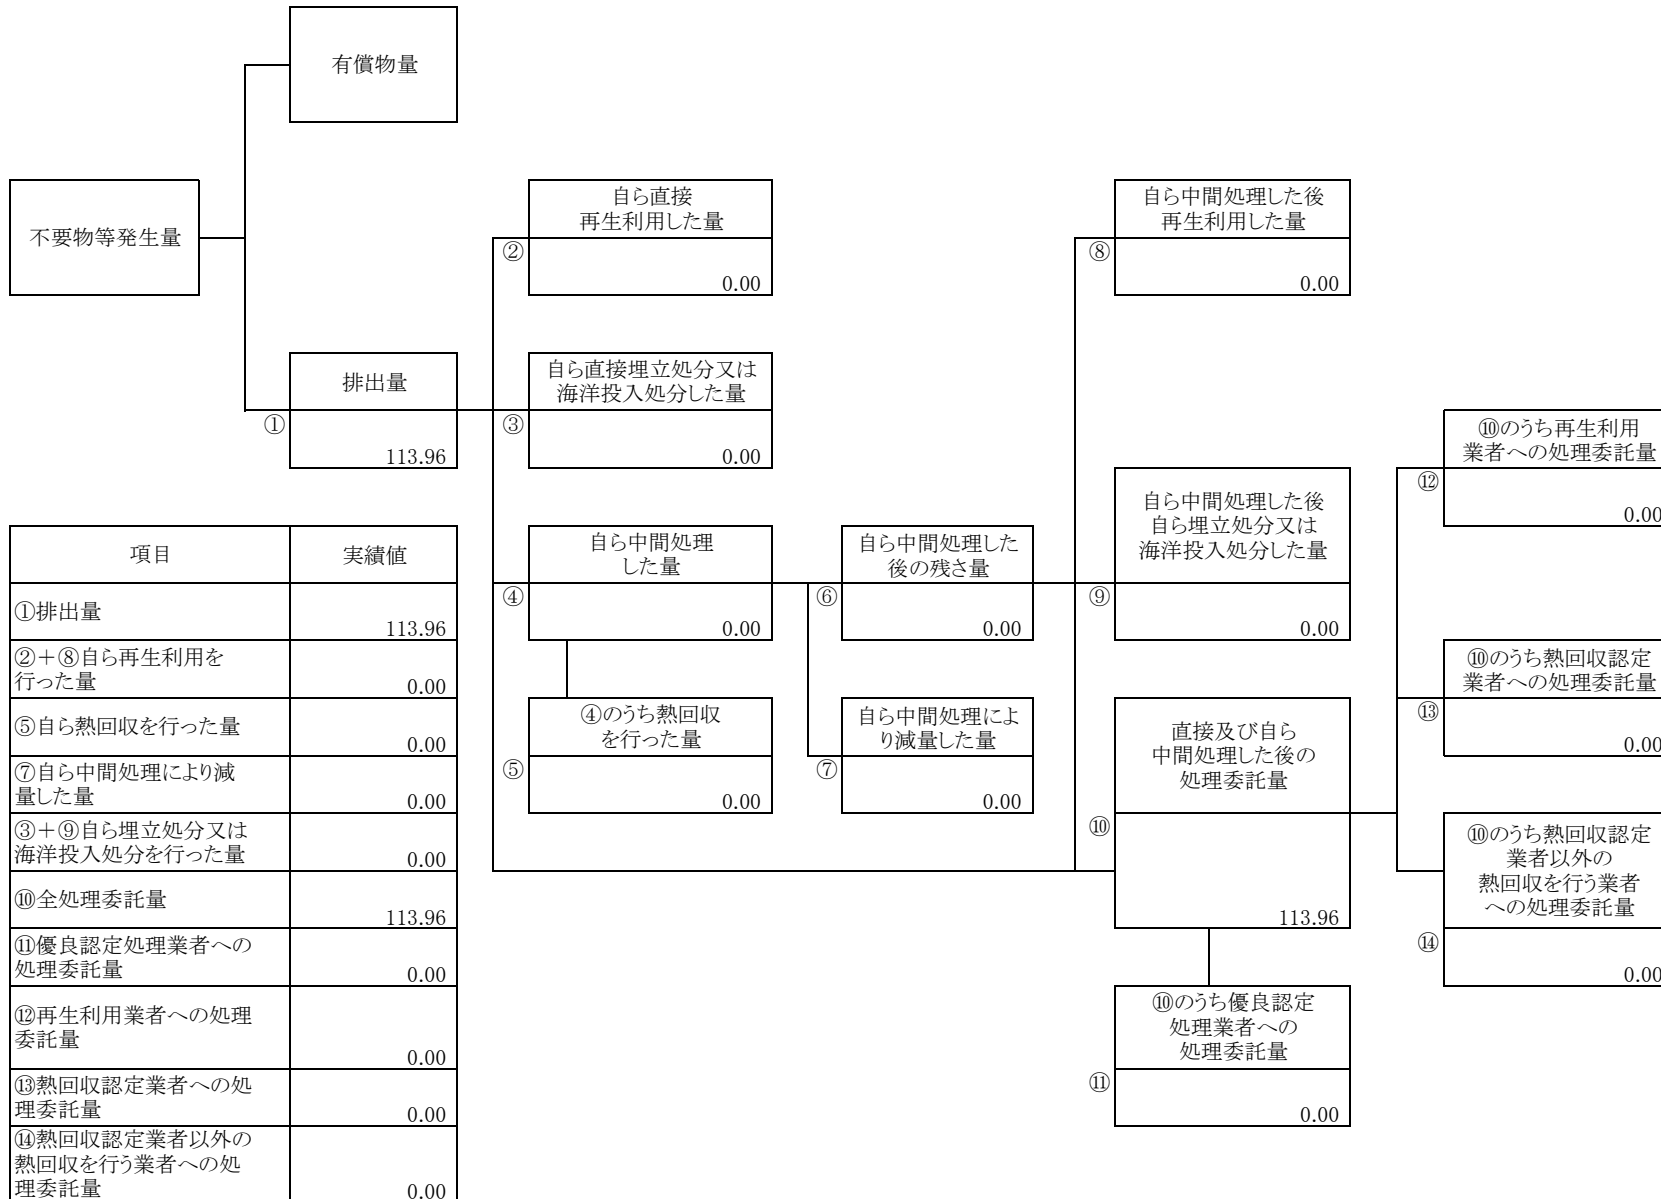 有償物量
不要物等発生量
自ら直接
再生利用した量
②
0.00
自ら中間処理した後
再生利用した量
⑧
0.00
排出量
①
113.96
自ら直接埋立処分又は
海洋投入処分した量
③
0.00
⑩のうち再生利用
業者への処理委託量
⑫
0.00
自ら中間処理した後
自ら埋立処分又は
海洋投入処分した量
⑨
0.00
自ら中間処理
した量
④
0.00
自ら中間処理した
後の残さ量
⑥
0.00
⑩のうち熱回収認定
業者への処理委託量
⑬
0.00
④のうち熱回収
を行った量
⑤
0.00
自ら中間処理によ
り減量した量
⑦
0.00
直接及び自ら
中間処理した後の
処理委託量
⑩
113.96
⑩のうち熱回収認定
業者以外の
熱回収を行う業者
への処理委託量
⑭
0.00
⑩のうち優良認定
処理業者への
処理委託量
⑪
0.00
項目 実績値
①排出量 113.96
②+⑧自ら再生利用を
行った量 0.00
⑤自ら熱回収を行った量 0.00
⑦自ら中間処理により減
量した量 0.00
③+⑨自ら埋立処分又は
海洋投入処分を行った量 0.00
⑩全処理委託量 113.96
⑪優良認定処理業者への
処理委託量 0.00
⑫再生利用業者への処理
委託量 0.00
⑬熱回収認定業者への処
理委託量 0.00
⑭熱回収認定業者以外の
熱回収を行う業者への処
理委託量 0.00